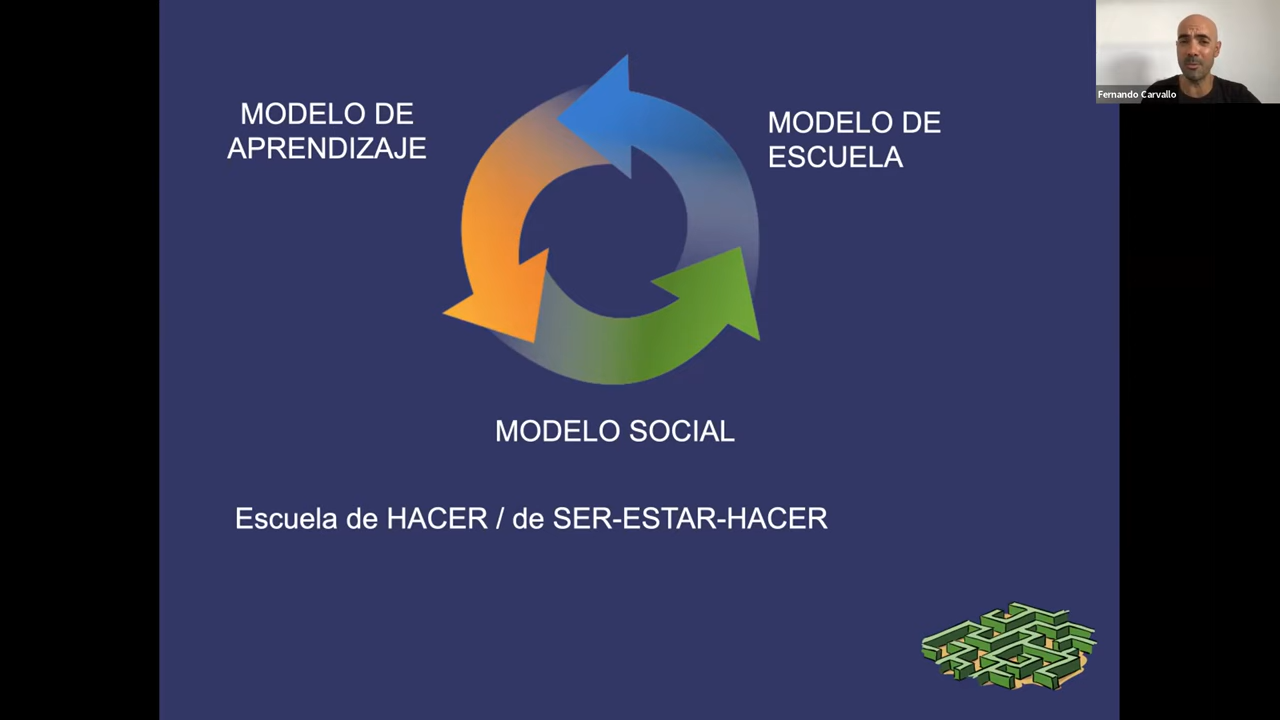 MODELO DE
APRENDIZAJE
MODELO DE
ESCUELA
MODELO SOCIAL
Escuela de HACER / de SER-ESTAR-HACER
Fernando Carvallo